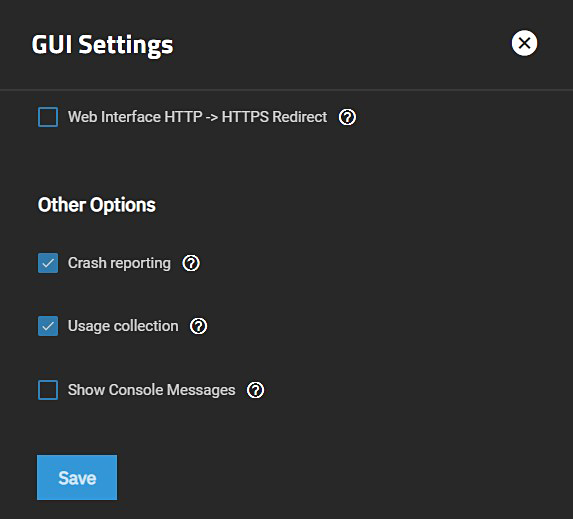 GUI Settings
Web Interface HTTP -> HTTPS Redirect
Other Options
Crash reporting
Usage collection
Show Console Messages
Save